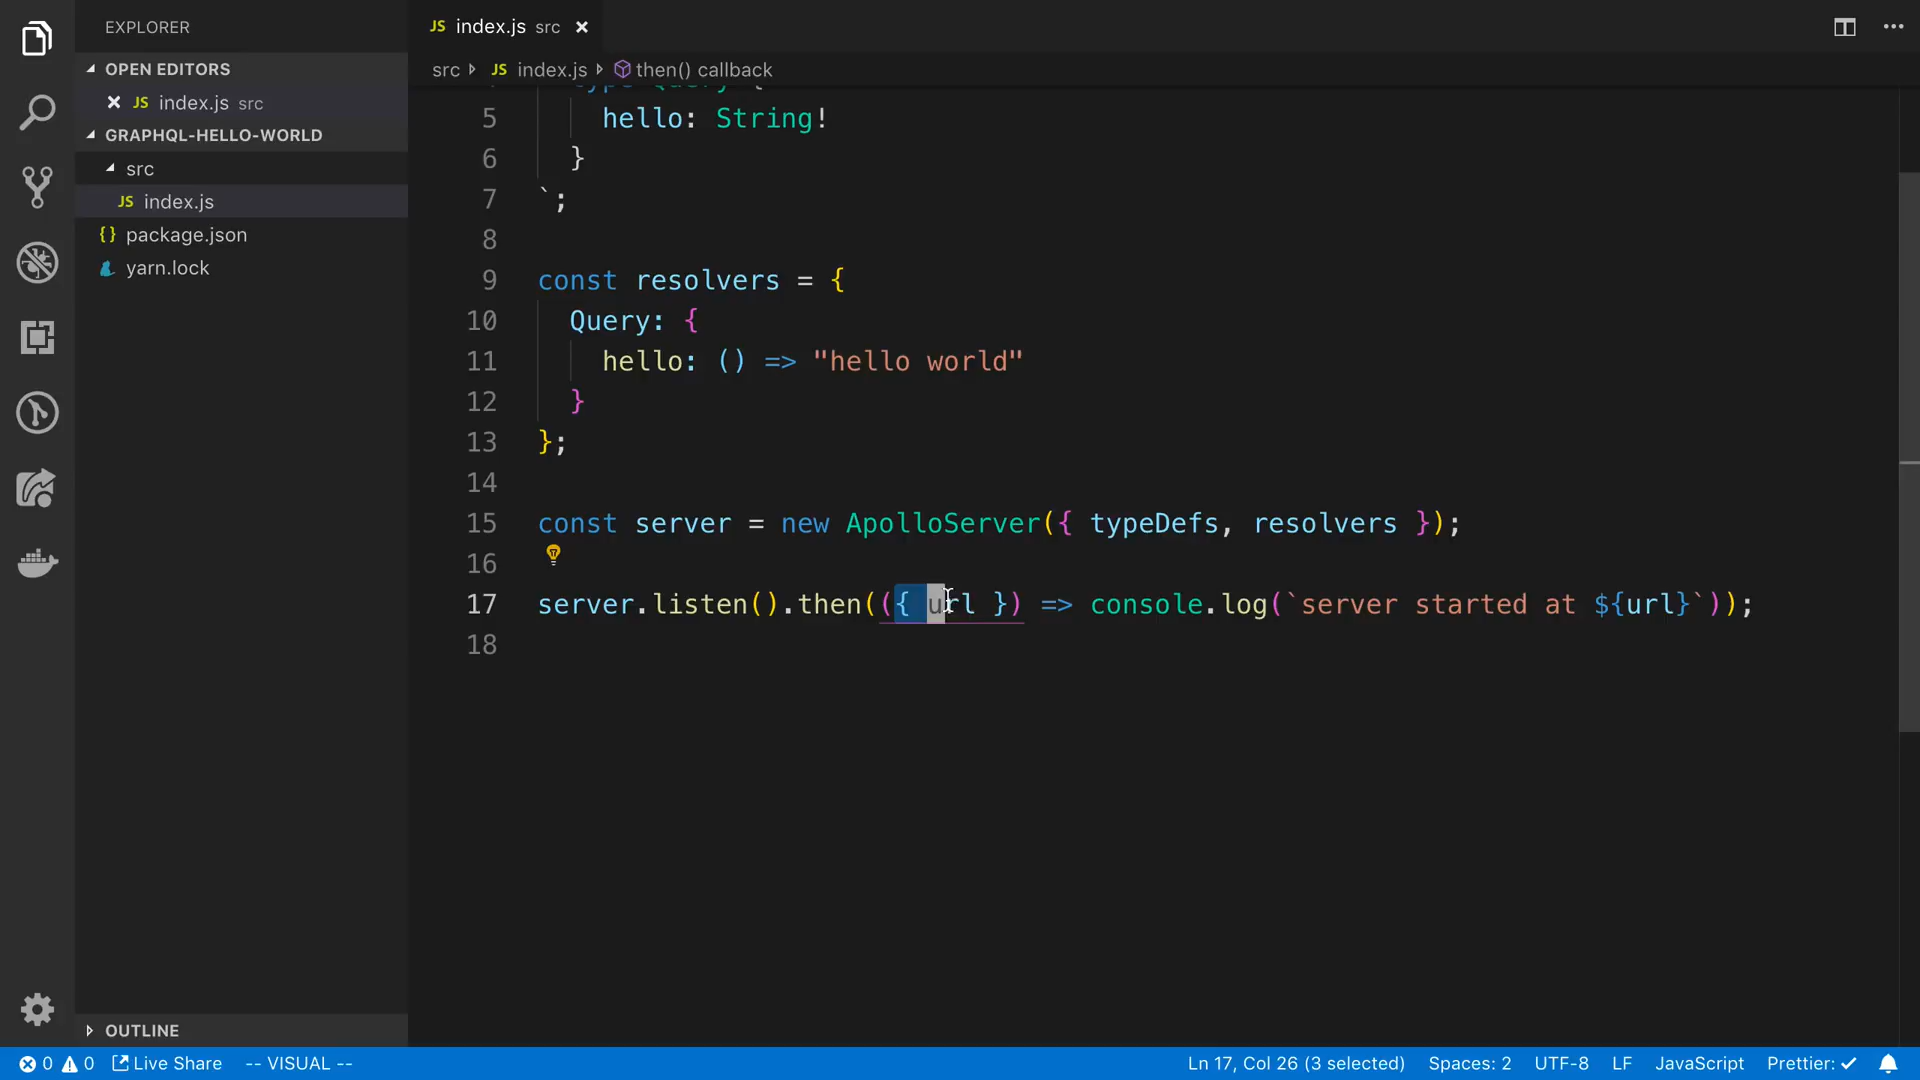 EXPLORER
OPEN EDITORS
JS index.js src
GRAPHQL-HELLO-WORLD
src
JS index.js
{} package.json
yarn.lock
OUTLINE
JS index.js src
src JS index.js then() callback
type Query {
5 hello: String!
6 }
7 `;
8
9 const resolvers = {
10 Query: {
11 hello: () => "hello world"
12 }
13 };
14
15 const server = new ApolloServer({ typeDefs, resolvers });
16
17 server.listen().then(({ url }) => console.log(`server started at ${url}`));
18
0 0 Live Share -- VISUAL -- Ln 17, Col 26 (3 selected) Spaces: 2 UTF-8 LF JavaScript Prettier: ✓